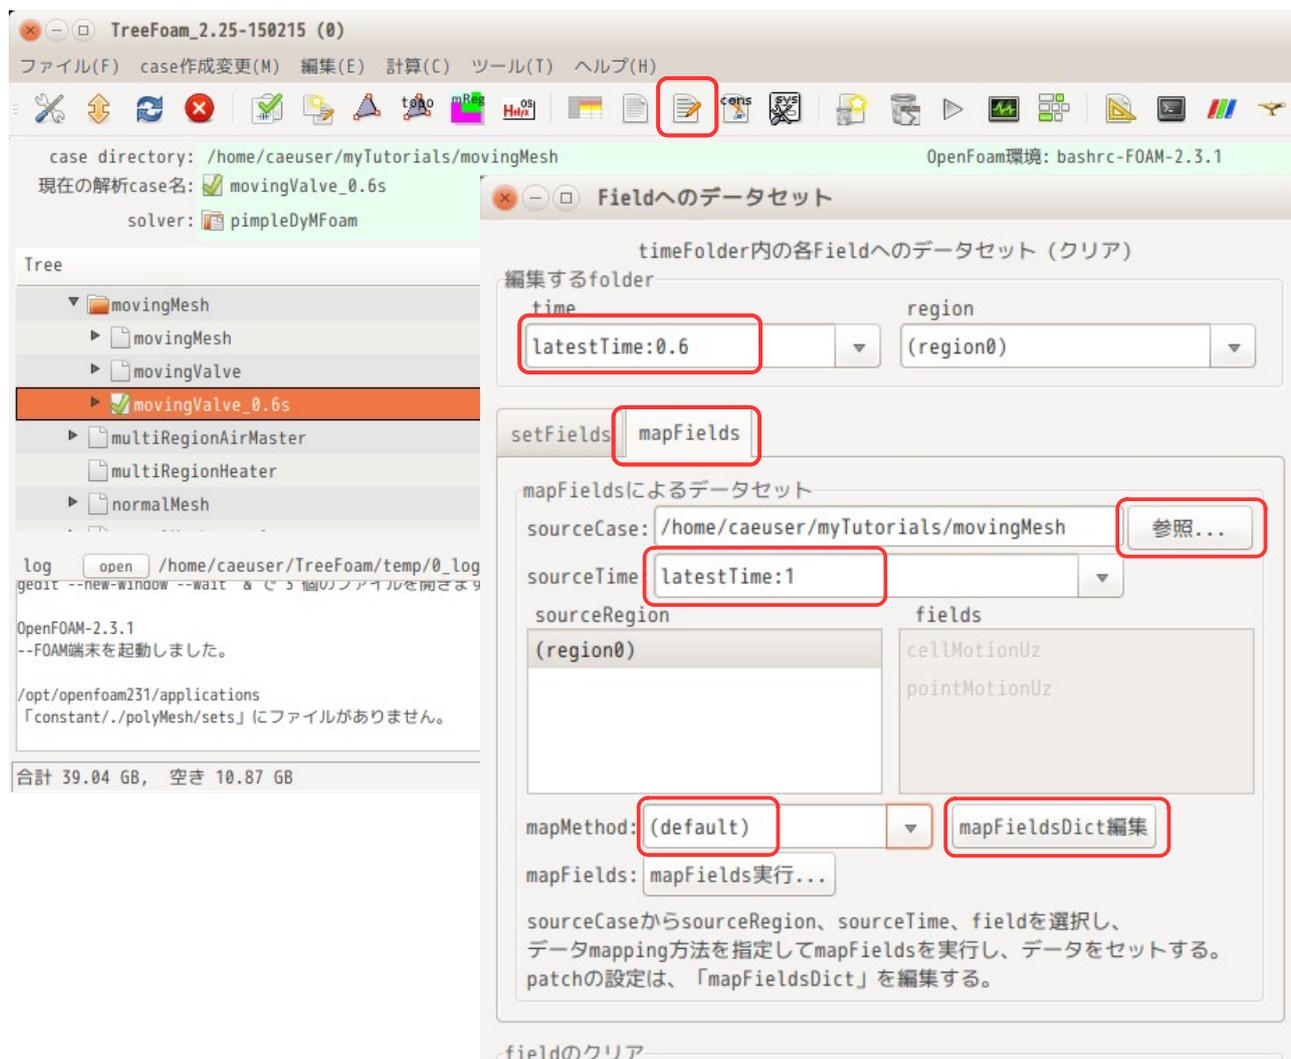 TreeFoam_2.25-150215 (0)
ファイル(F) case作成変更(M) 編集(E) 計算(C) ツール(T) ヘルプ(H)
topo mReg OS cons sys
case directory: /home/caeuser/myTutorials/movingMesh OpenFoam環境: bashrc-FOAM-2.3.1
現在の解析case名: movingValve_0.6s
solver: pimpleDyMFoam
Tree
movingMesh
movingMesh
movingValve
movingValve_0.6s
multiRegionAirMaster
multiRegionHeater
normalMesh
log open /home/caeuser/TreeFoam/temp/0_log
gedit --new-window --wait & で 3 個のファイルを開きます
OpenFOAM-2.3.1
--FOAM端末を起動しました。
/opt/openfoam231/applications
「constant/./polyMesh/sets」にファイルがありません。
合計 39.04 GB, 空き 10.87 GB
Fieldへのデータセット
timeFolder内の各Fieldへのデータセット (クリア)
編集するfolder
time region
latestTime:0.6 (region0)
setFields mapFields
mapFieldsによるデータセット
sourceCase: /home/caeuser/myTutorials/movingMesh 参照...
sourceTime: latestTime:1
sourceRegion fields
(region0) cellMotionUz
pointMotionUz
mapMethod: (default) mapFieldsDict編集
mapFields: mapFields実行...
sourceCaseからsourceRegion、sourceTime、fieldを選択し、
データmapping方法を指定してmapFieldsを実行し、データをセットする。
patchの設定は、「mapFieldsDict」を編集する。
fieldのクリア